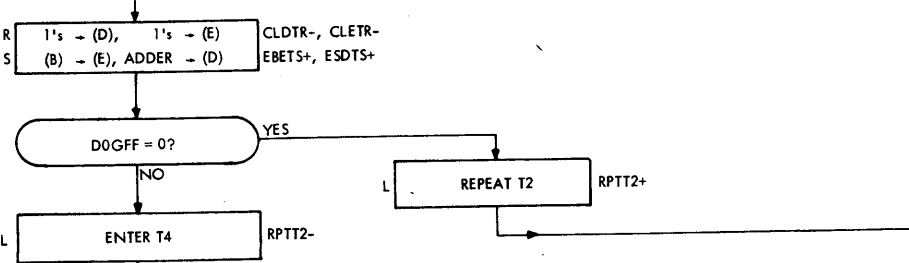 R 1's → (D), 1's → (E) CLDTR-, CLETR-
S (B) → (E), ADDER → (D) EBETS+, ESDTS+
D0GFF = 0?
YES
NO
L REPEAT T2 RPTT2+
L ENTER T4 RPTT2-